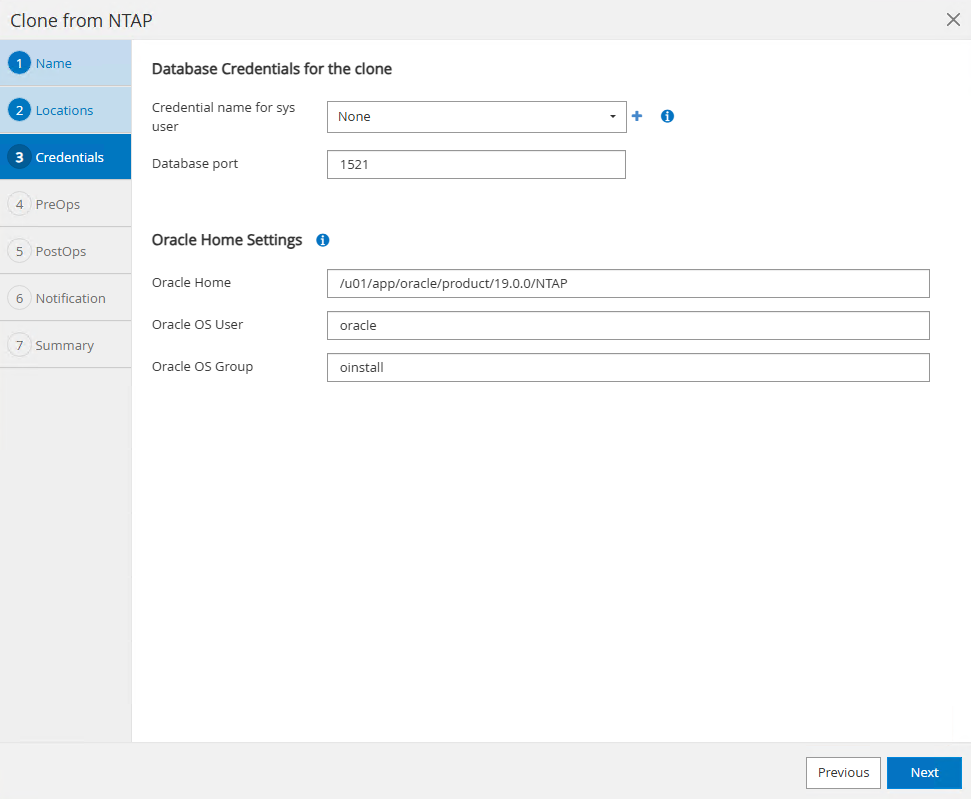 Clone from NTAP
1 Name
2 Locations
3 Credentials
4 PreOps
5 PostOps
6 Notification
7 Summary
Database Credentials for the clone
Credential name for sys
user
None
Database port
1521
Oracle Home Settings
Oracle Home
/u01/app/oracle/product/19.0.0/NTAP
Oracle OS User
oracle
Oracle OS Group
oinstall
Previous
Next